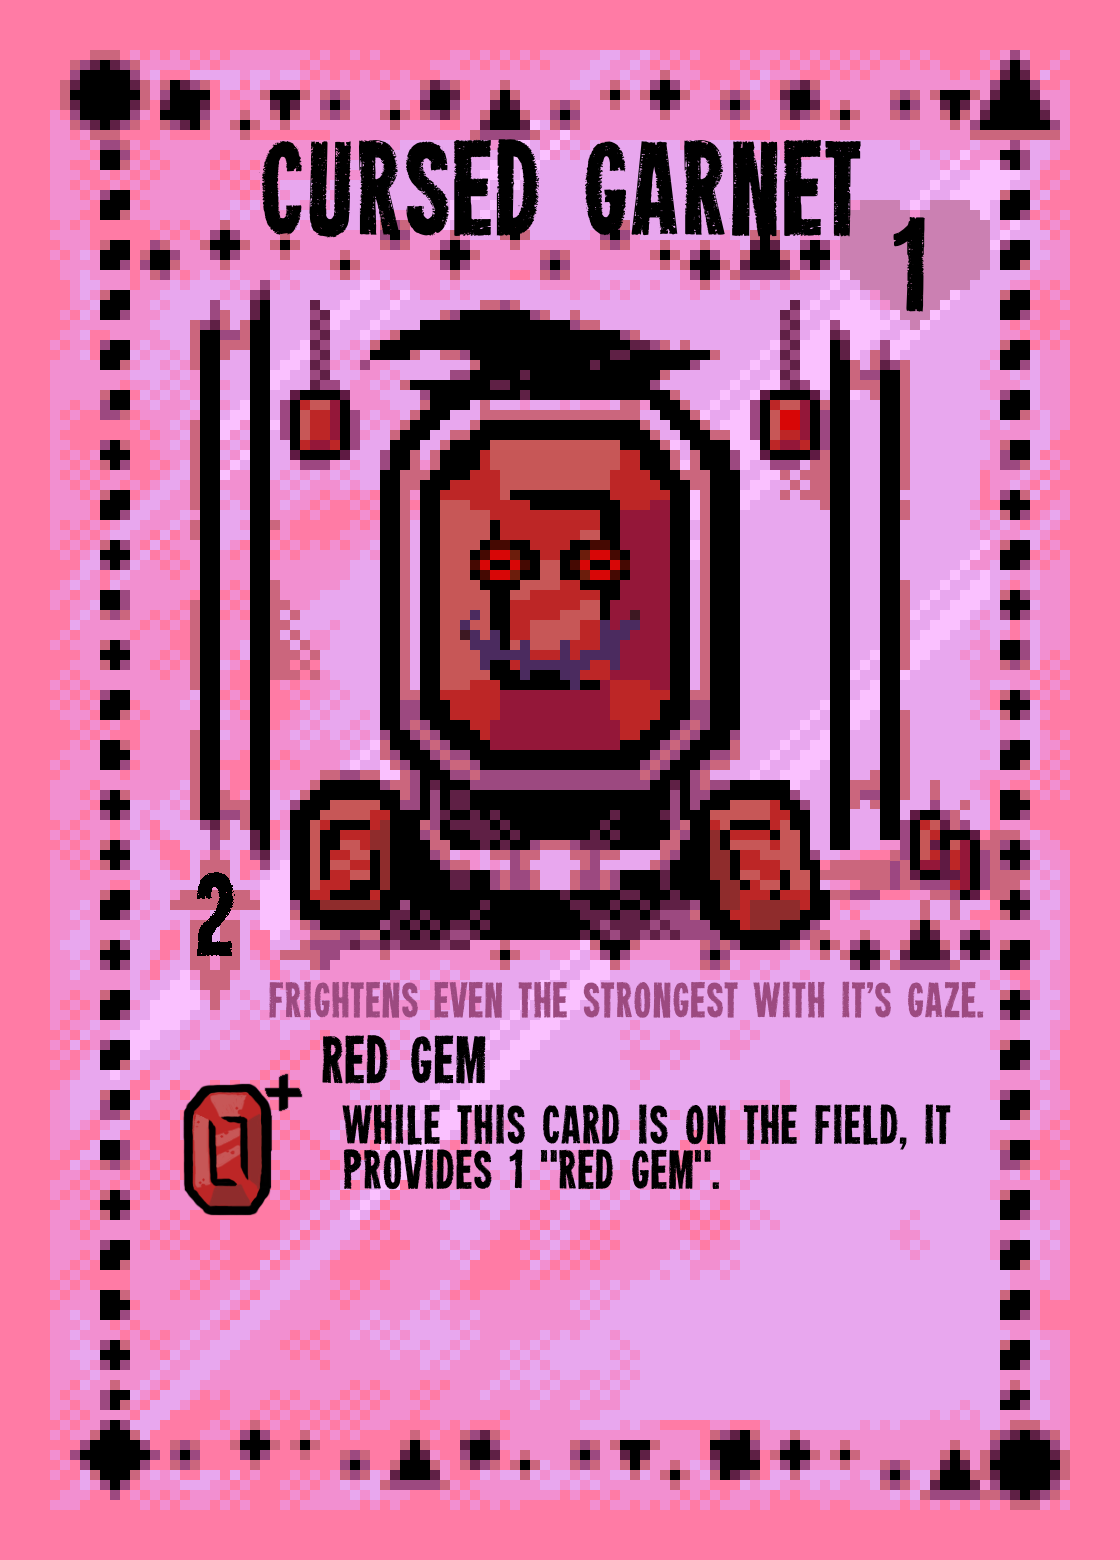 CURSED GARNET
1
2
FRIGHTENS EVEN THE STRONGEST WITH IT'S GAZE.
RED GEM
+
WHILE THIS CARD IS ON THE FIELD, IT
PROVIDES 1 "RED GEM".